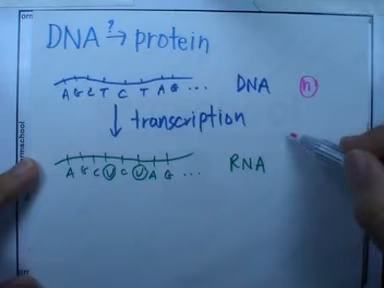 DNA ?→ protein
A G C T C T A G ... DNA n
transcription
A G C U C U A G ... RNA